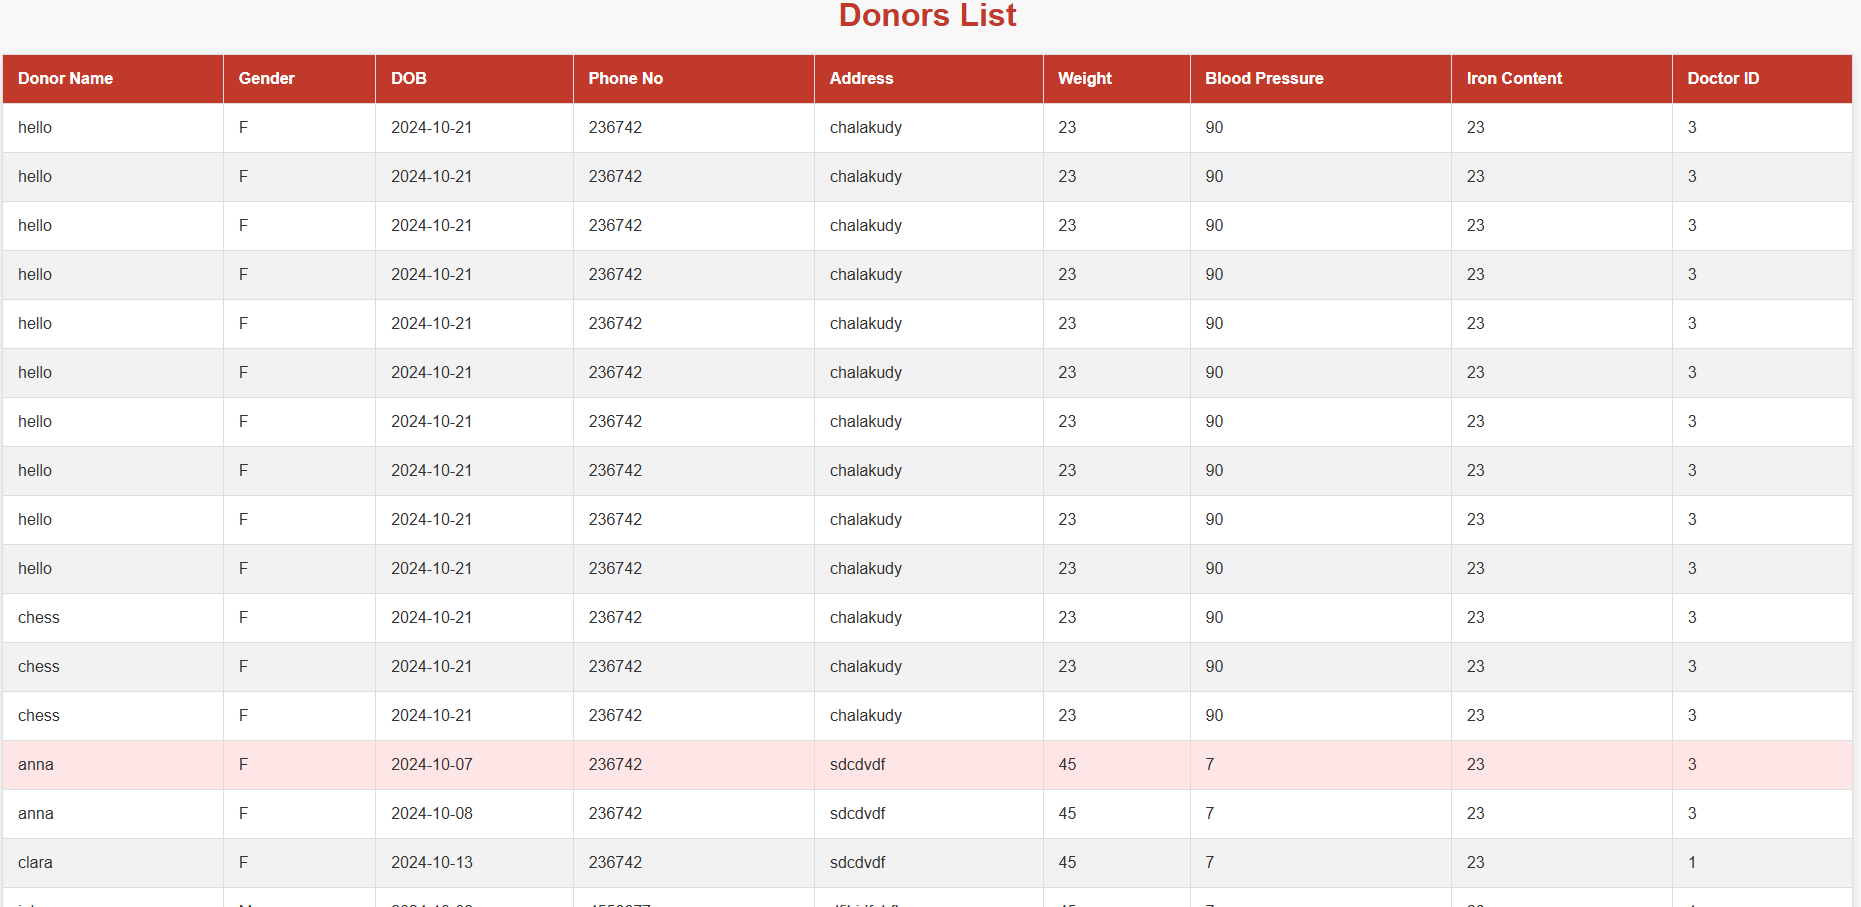 Donors List
Donor Name Gender DOB Phone No Address Weight Blood Pressure Iron Content Doctor ID
hello F 2024-10-21 236742 chalakudy 23 90 23 3
hello F 2024-10-21 236742 chalakudy 23 90 23 3
hello F 2024-10-21 236742 chalakudy 23 90 23 3
hello F 2024-10-21 236742 chalakudy 23 90 23 3
hello F 2024-10-21 236742 chalakudy 23 90 23 3
hello F 2024-10-21 236742 chalakudy 23 90 23 3
hello F 2024-10-21 236742 chalakudy 23 90 23 3
hello F 2024-10-21 236742 chalakudy 23 90 23 3
hello F 2024-10-21 236742 chalakudy 23 90 23 3
hello F 2024-10-21 236742 chalakudy 23 90 23 3
chess F 2024-10-21 236742 chalakudy 23 90 23 3
chess F 2024-10-21 236742 chalakudy 23 90 23 3
chess F 2024-10-21 236742 chalakudy 23 90 23 3
anna F 2024-10-07 236742 sdcdvdf 45 7 23 3
anna F 2024-10-08 236742 sdcdvdf 45 7 23 3
clara F 2024-10-13 236742 sdcdvdf 45 7 23 1